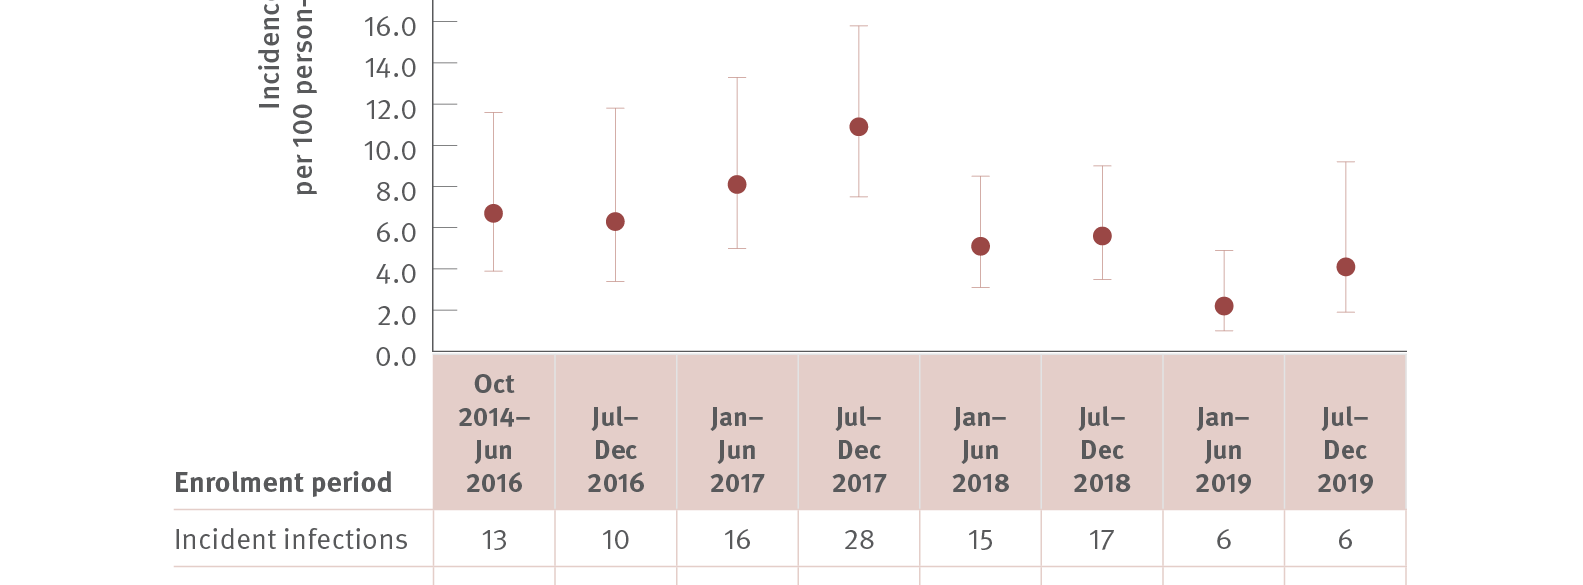 per 100 person-
16.0
14.0
12.0
10.0
8.0
6.0
4.0
2.0
0.0
Enrolment period
Oct
2014–
Jun
2016
Jul–
Dec
2016
Jan–
Jun
2017
Jul–
Dec
2017
Jan–
Jun
2018
Jul–
Dec
2018
Jan–
Jun
2019
Jul–
Dec
2019
Incident infections 13 10 16 28 15 17 6 6